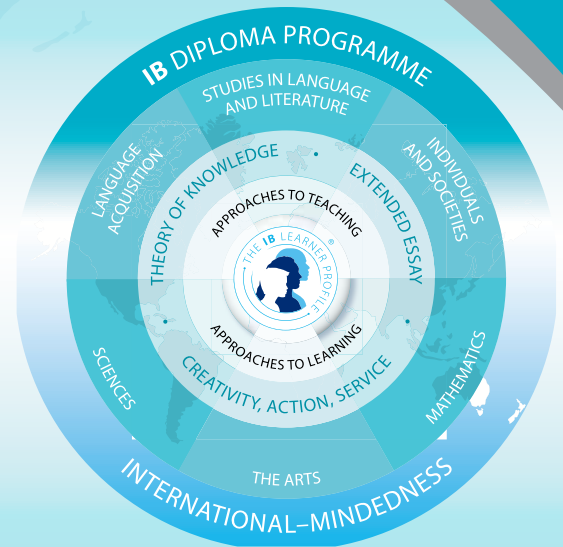 IB DIPLOMA PROGRAMME
STUDIES IN LANGUAGE
AND LITERATURE
LANGUAGE
ACQUISITION
INDIVIDUALS
AND SOCIETIES
THEORY OF KNOWLEDGE
EXTENDED ESSAY
APPROACHES TO TEACHING
THE IB LEARNER PROFILE
®
APPROACHES TO LEARNING
CREATIVITY, ACTION, SERVICE
SCIENCES
MATHEMATICS
THE ARTS
INTERNATIONAL–MINDEDNESS